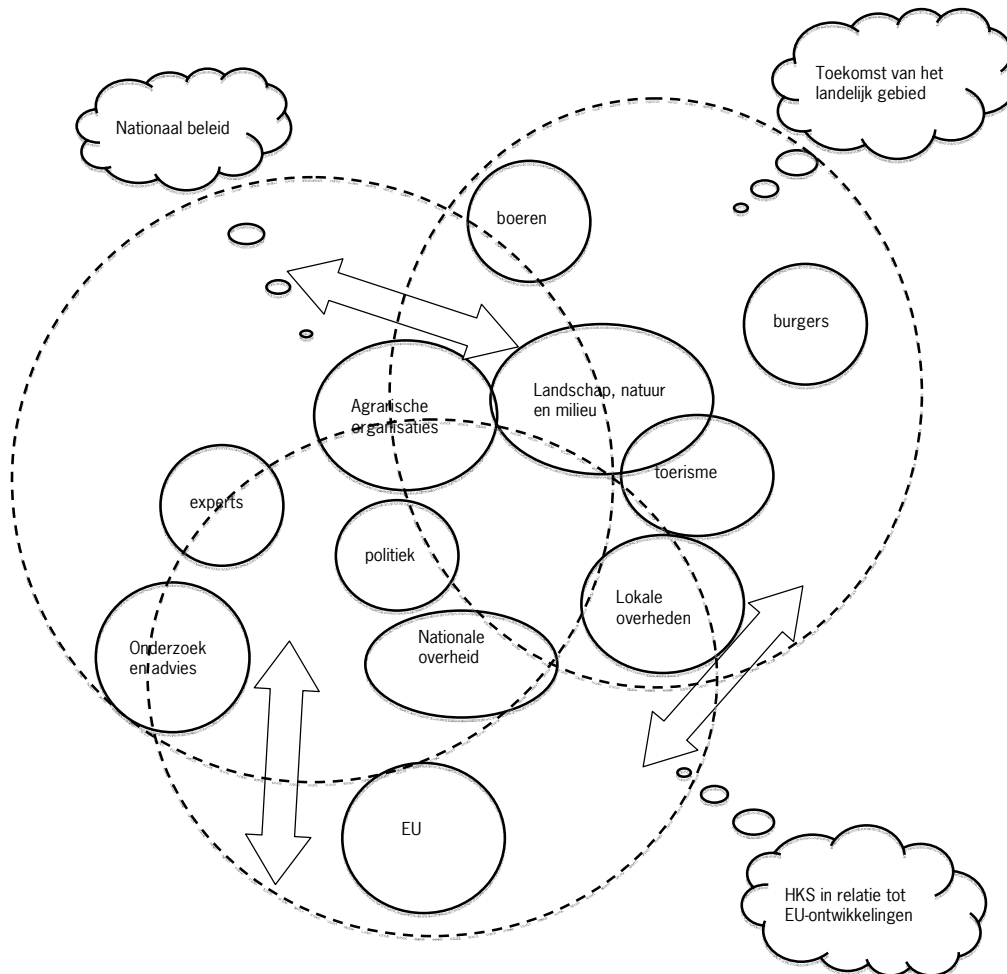 Toekomst van het
landelijk gebied
Nationaal beleid
boeren
burgers
Landschap, natuur
en milieu
Agrarische
organisaties
toerisme
experts
politiek
Lokale
overheden
Nationale
overheid
Onderzoek
en advies
EU
HKS in relatie tot
EU-ontwikkelingen